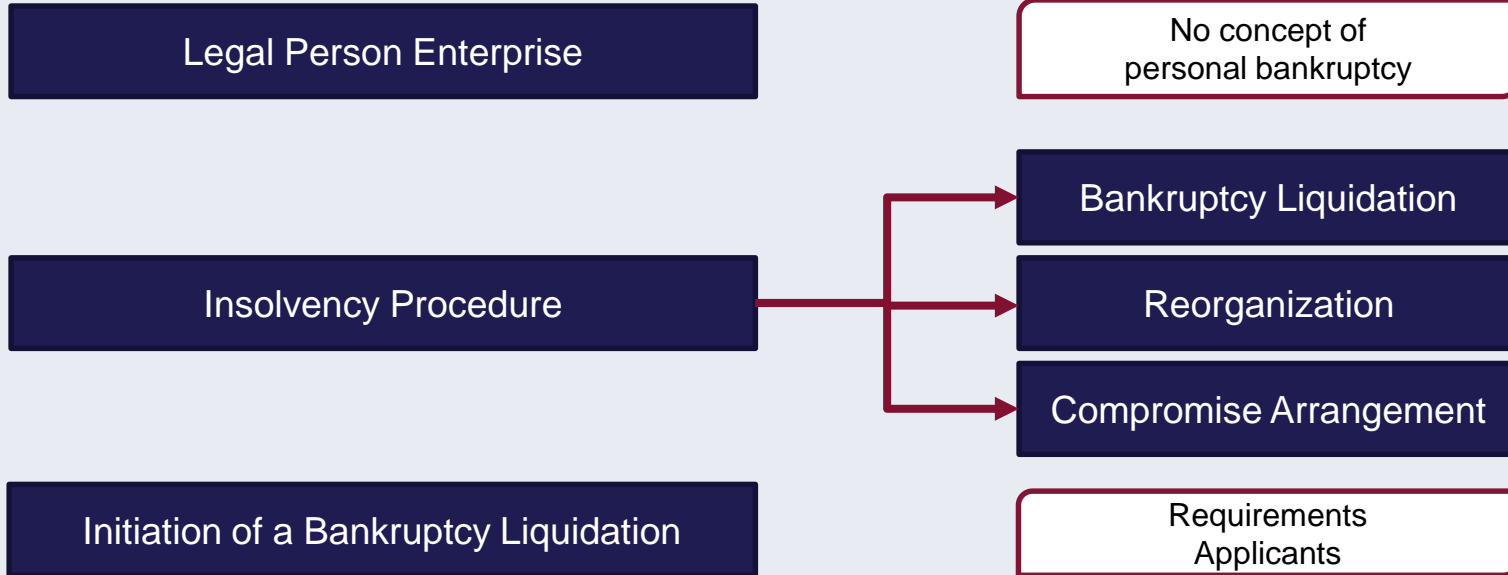 Legal Person Enterprise
No concept of
personal bankruptcy
Bankruptcy Liquidation
Insolvency Procedure
Reorganization
Compromise Arrangement
Initiation of a Bankruptcy Liquidation
Requirements
Applicants